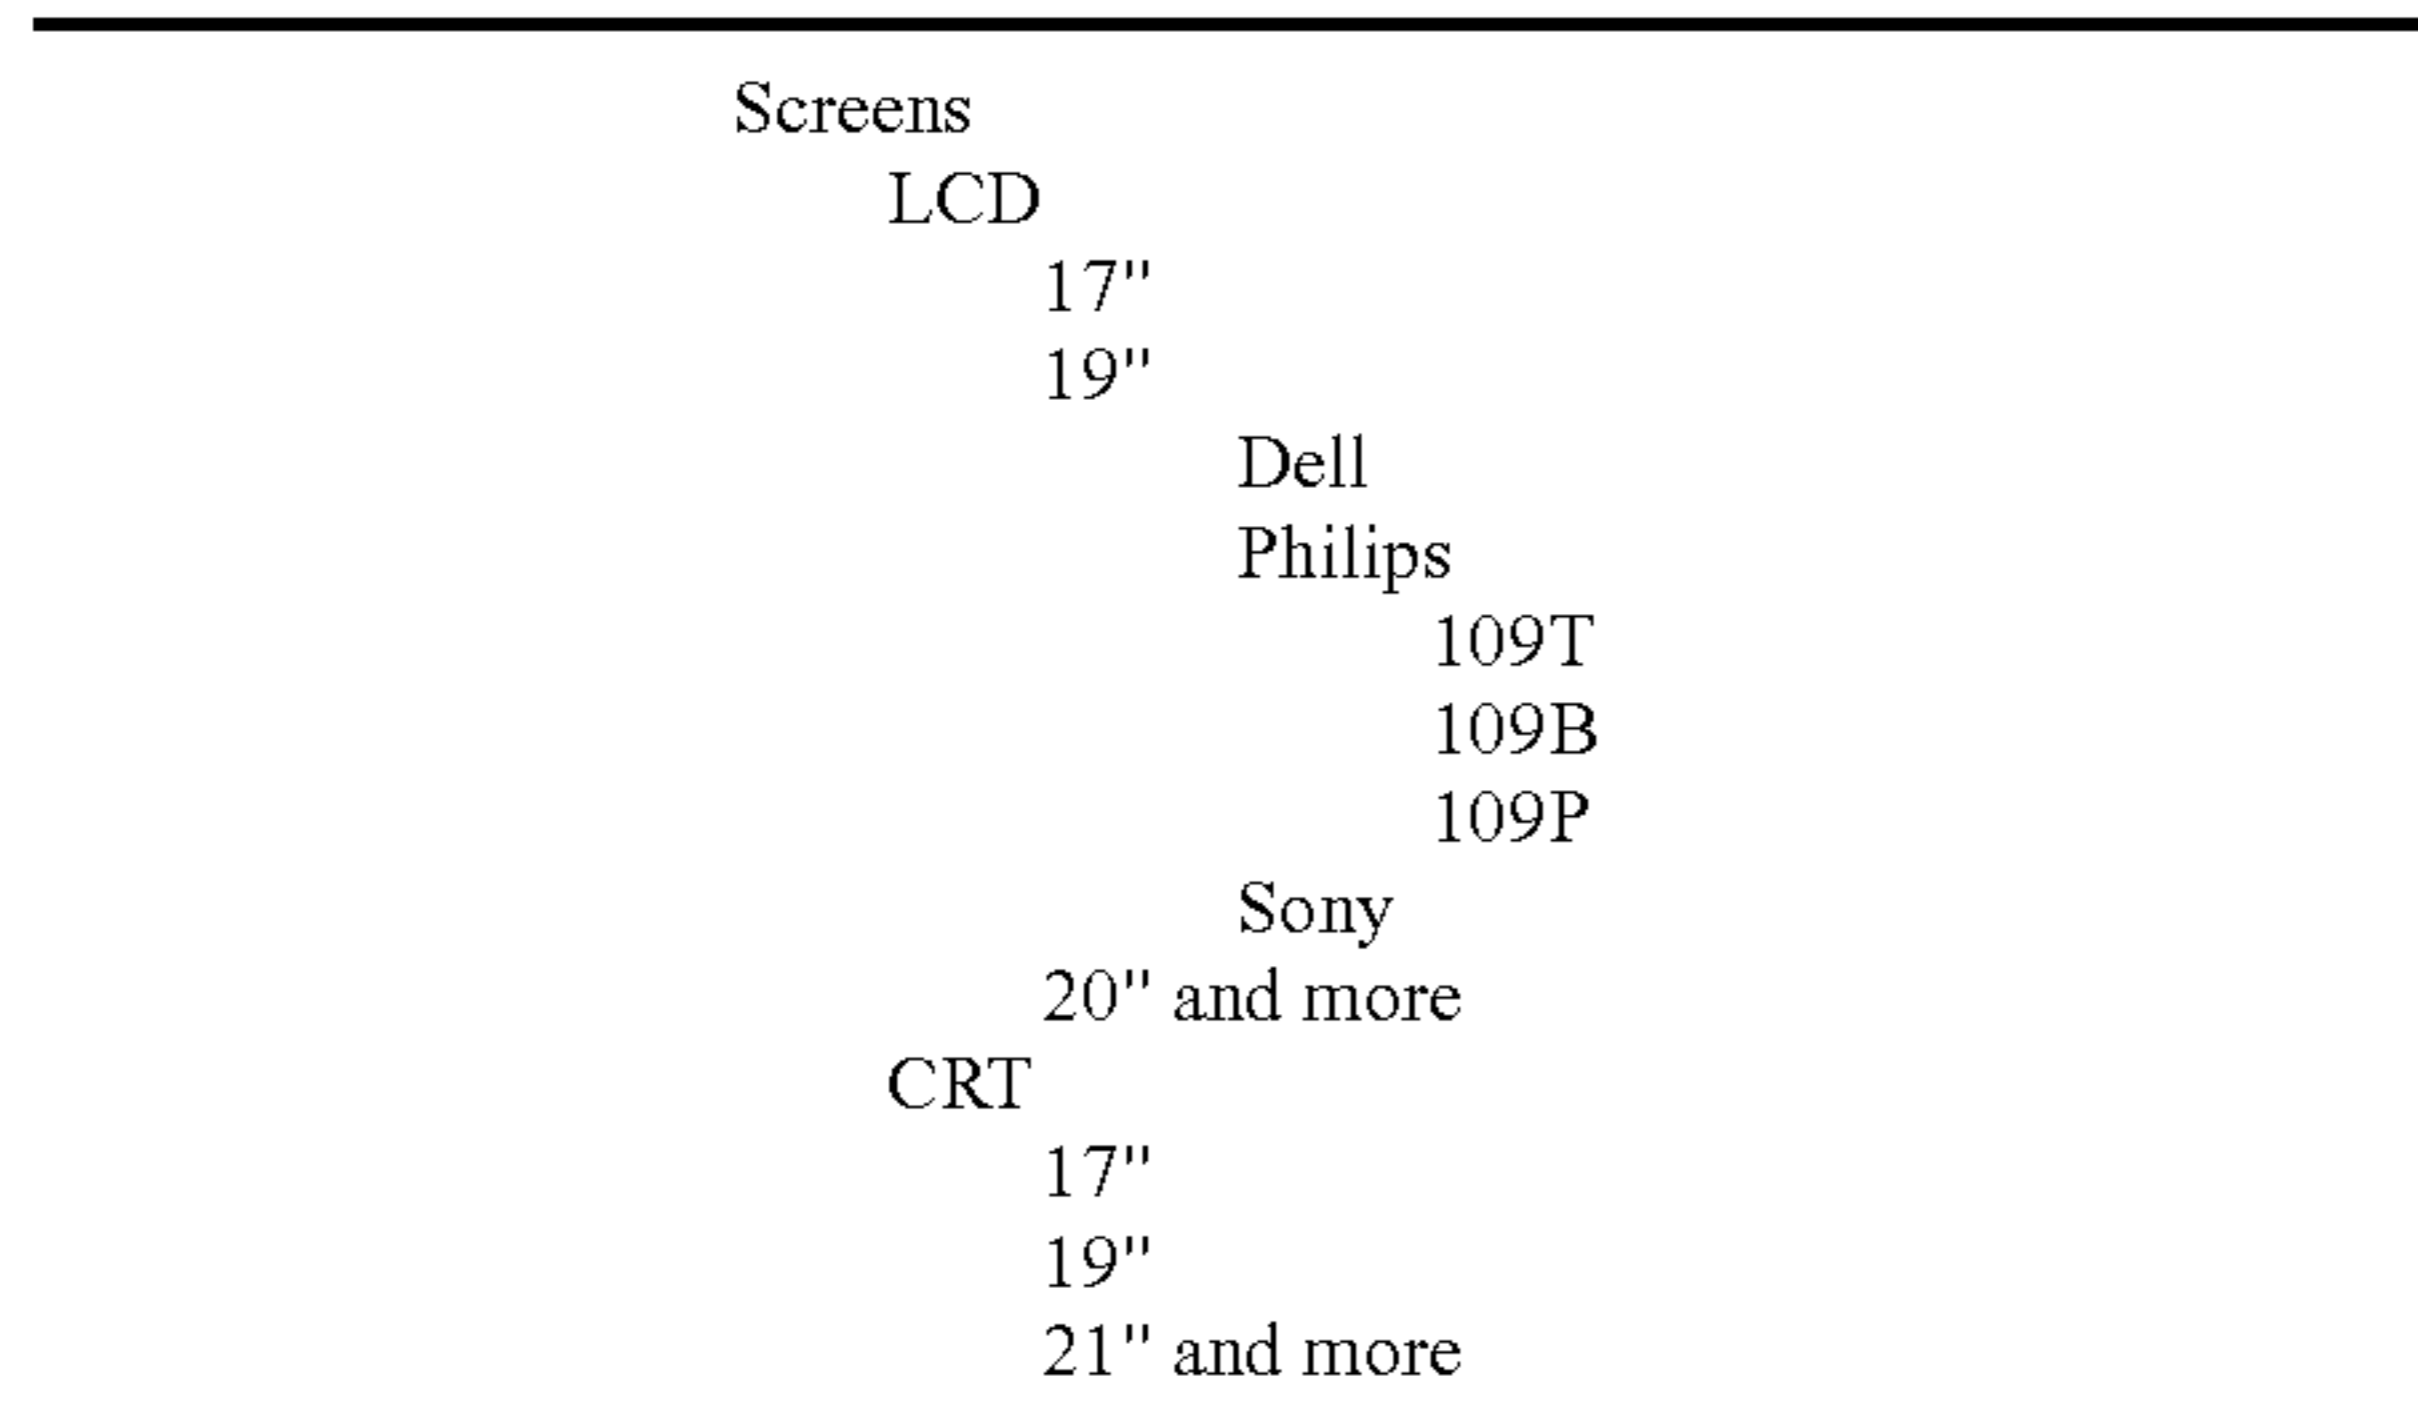 Screens
LCD
17"
19"
Dell
Philips
109T
109B
109P
Sony
20" and more
CRT
17"
19"
21" and more